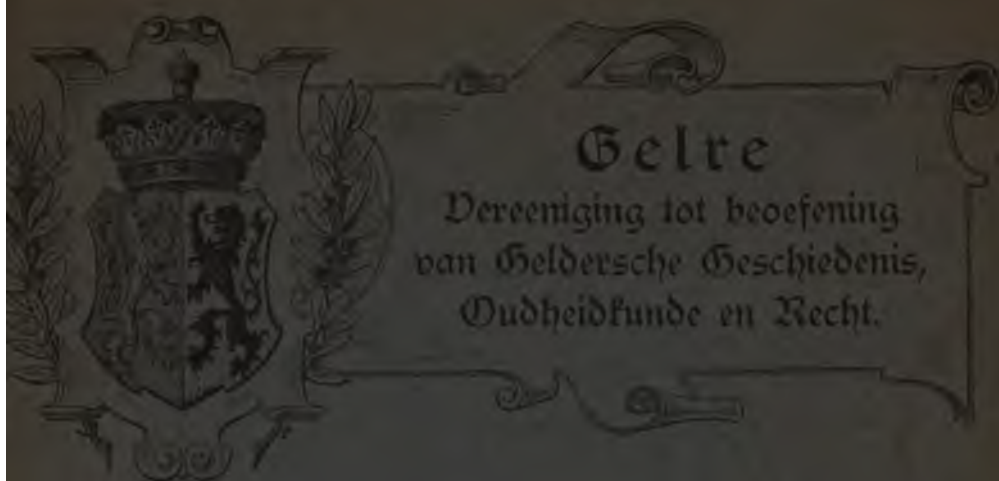 Gelre
Vereeniging tot beoefening
van Geldersche Geschiedenis,
Oudheidkunde en Recht.